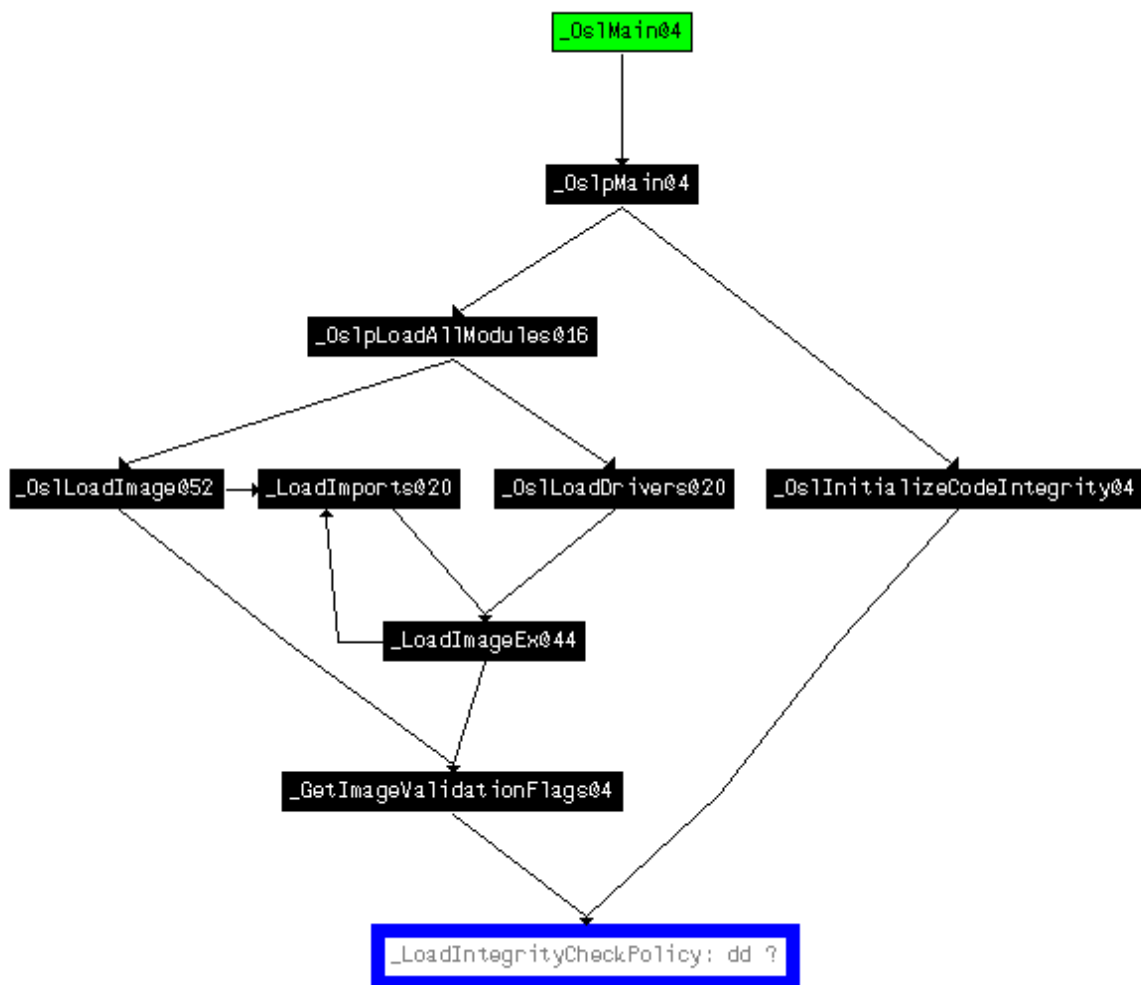 _OslMain@4
_OslpMain@4
_OslpLoadAllModules@16
_OslLoadImage@52
_LoadImports@20
_OslLoadDrivers@20
_OslInitializeCodeIntegrity@4
_LoadImageEx@44
_GetImageValidationFlags@4
_LoadIntegrityCheckPolicy: dd ?